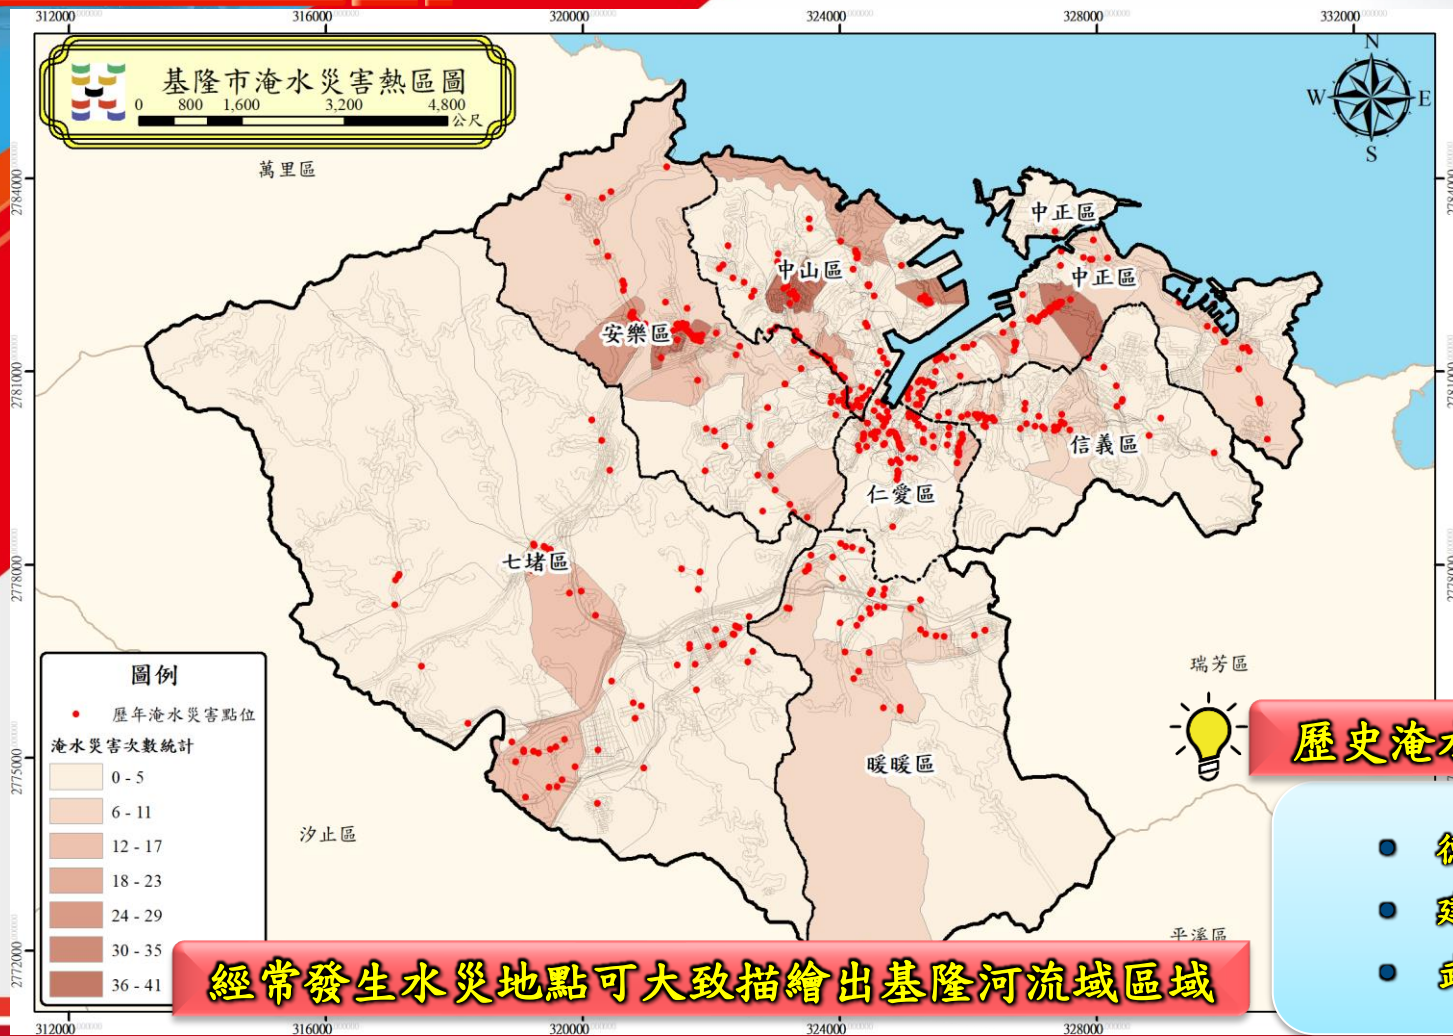 312000 316000 320000 324000 328000 332000
基隆市淹水災害熱區圖
0 800 1,600 3,200 4,800
公尺
N
W E
S
萬里區
2784000
中正區
中山區
中正區
安樂區
2781000
信義區
仁愛區
2778000
七堵區
瑞芳區
圖例
歷年淹水災害點位
淹水災害次數統計
0 - 5
6 - 11
12 - 17
18 - 23
24 - 29
30 - 35
36 - 41
2775000
暖暖區
汐止區
歷史淹
平溪區
2772000
經常發生水災地點可大致描繪出基隆河流域區域
312000 316000 320000 324000 328000